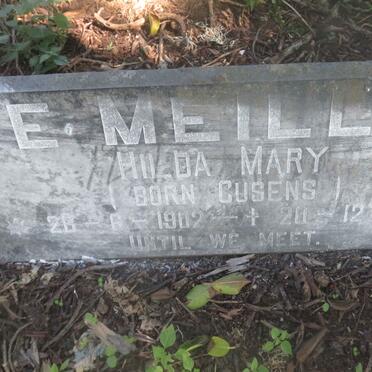 E MEILL
HILDA MARY
(BORN CUSENS)
* 26-6-1902-+ 20-12
UNTIL WE MEET.